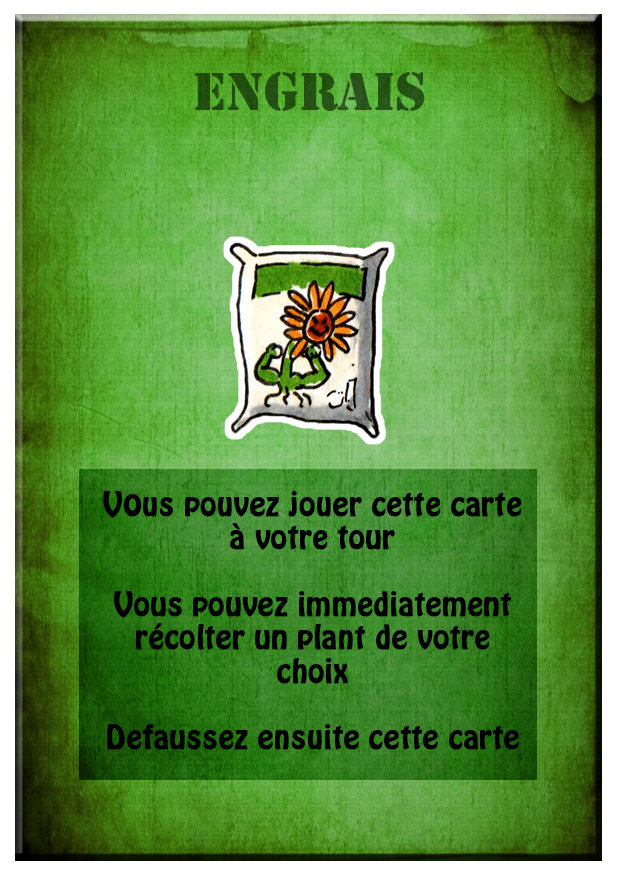 ENGRAIS
Vous pouvez jouer cette carte
à votre tour
Vous pouvez immediatement
récolter un plant de votre
choix
Defaussez ensuite cette carte